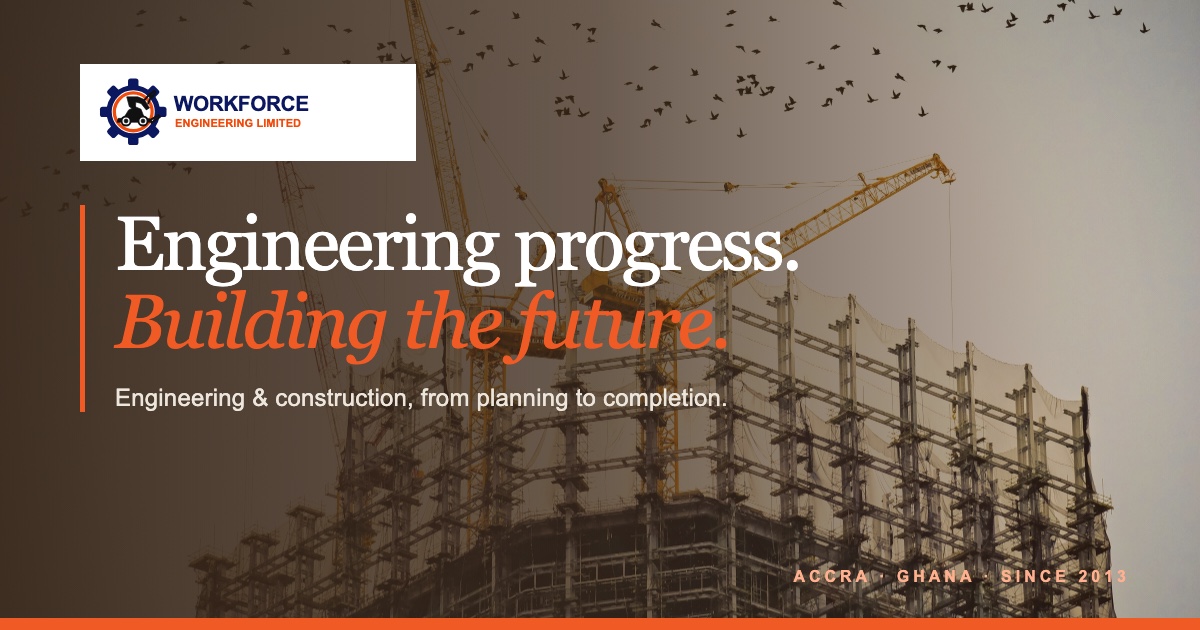 WORKFORCE
ENGINEERING LIMITED
Engineering progress.
Building the future.
Engineering & construction, from planning to completion.
ACCRA · GHANA · SINCE 2013